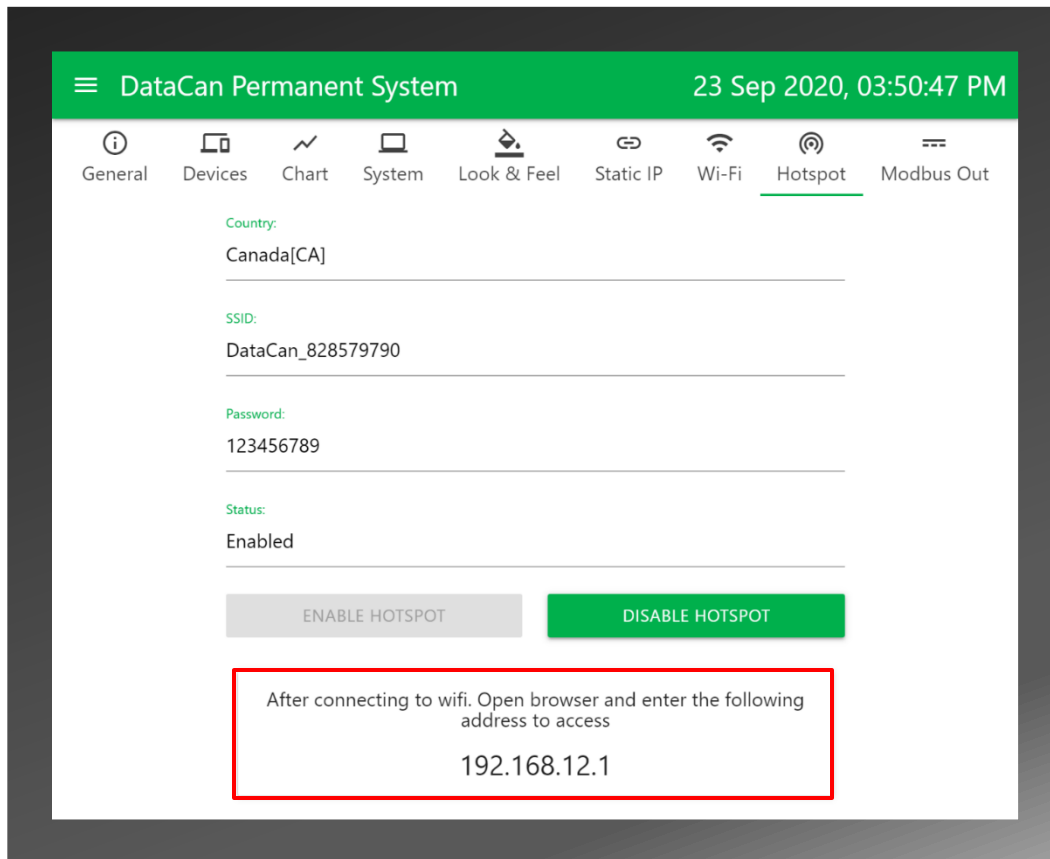 DataCan Permanent System
23 Sep 2020, 03:50:47 PM
General Devices Chart System Look & Feel Static IP Wi-Fi Hotspot Modbus Out
Country:
Canada[CA]
SSID:
DataCan_828579790
Password:
123456789
Status:
Enabled
ENABLE HOTSPOT DISABLE HOTSPOT
After connecting to wifi. Open browser and enter the following
address to access
192.168.12.1